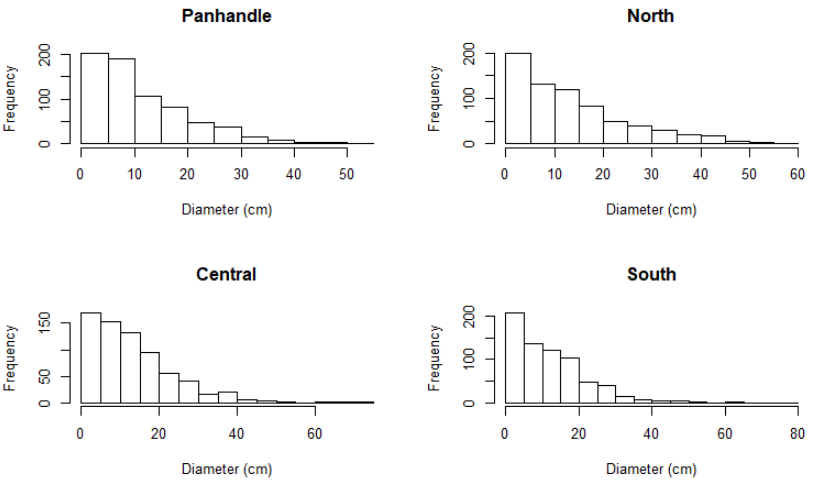 Panhandle
Frequency
0
100
200
0 10 20 30 40 50
Diameter (cm)
North
Frequency
0
100
200
0 10 20 30 40 50 60
Diameter (cm)
Central
Frequency
0
50
150
0 20 40 60
Diameter (cm)
South
Frequency
0
100
200
0 20 40 60 80
Diameter (cm)